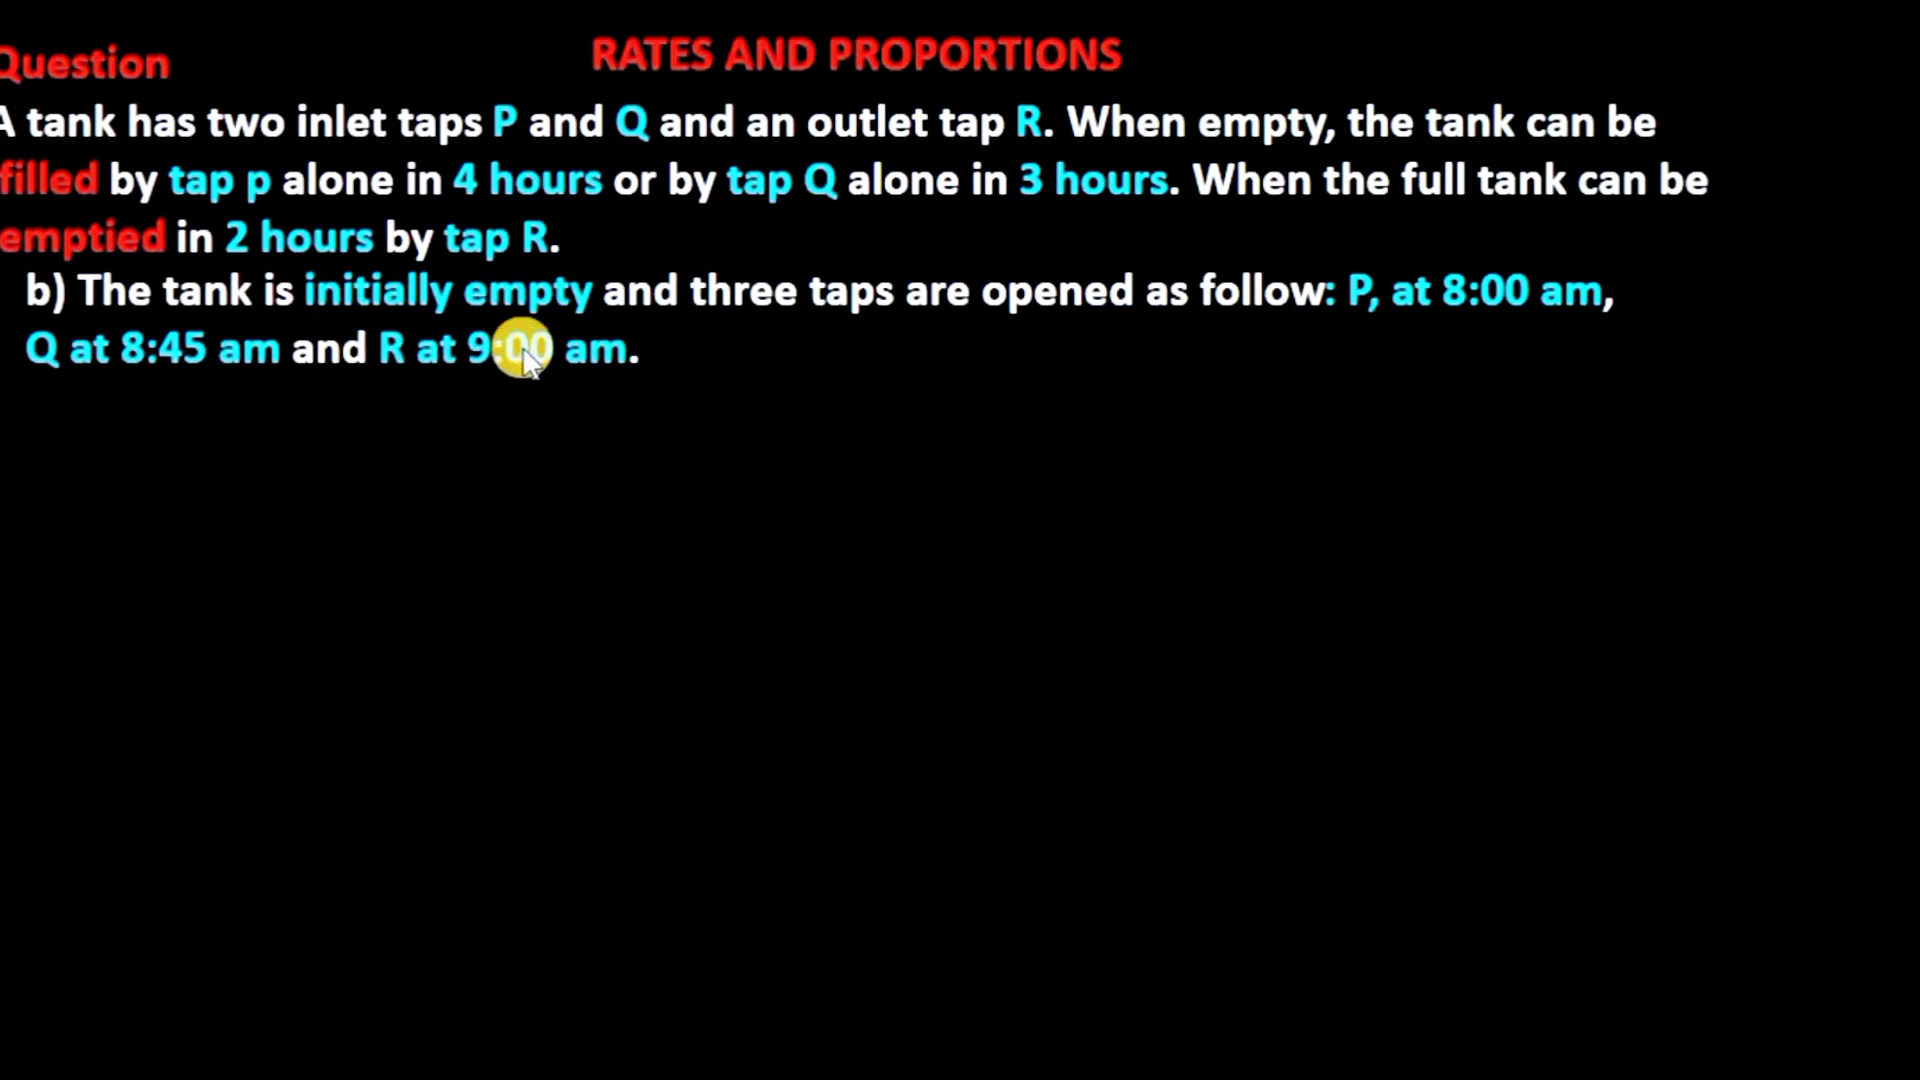 Question
RATES AND PROPORTIONS
A tank has two inlet taps P and Q and an outlet tap R. When empty, the tank can be
filled by tap p alone in 4 hours or by tap Q alone in 3 hours. When the full tank can be
emptied in 2 hours by tap R.
b) The tank is initially empty and three taps are opened as follow: P, at 8:00 am,
Q at 8:45 am and R at 9:00 am.